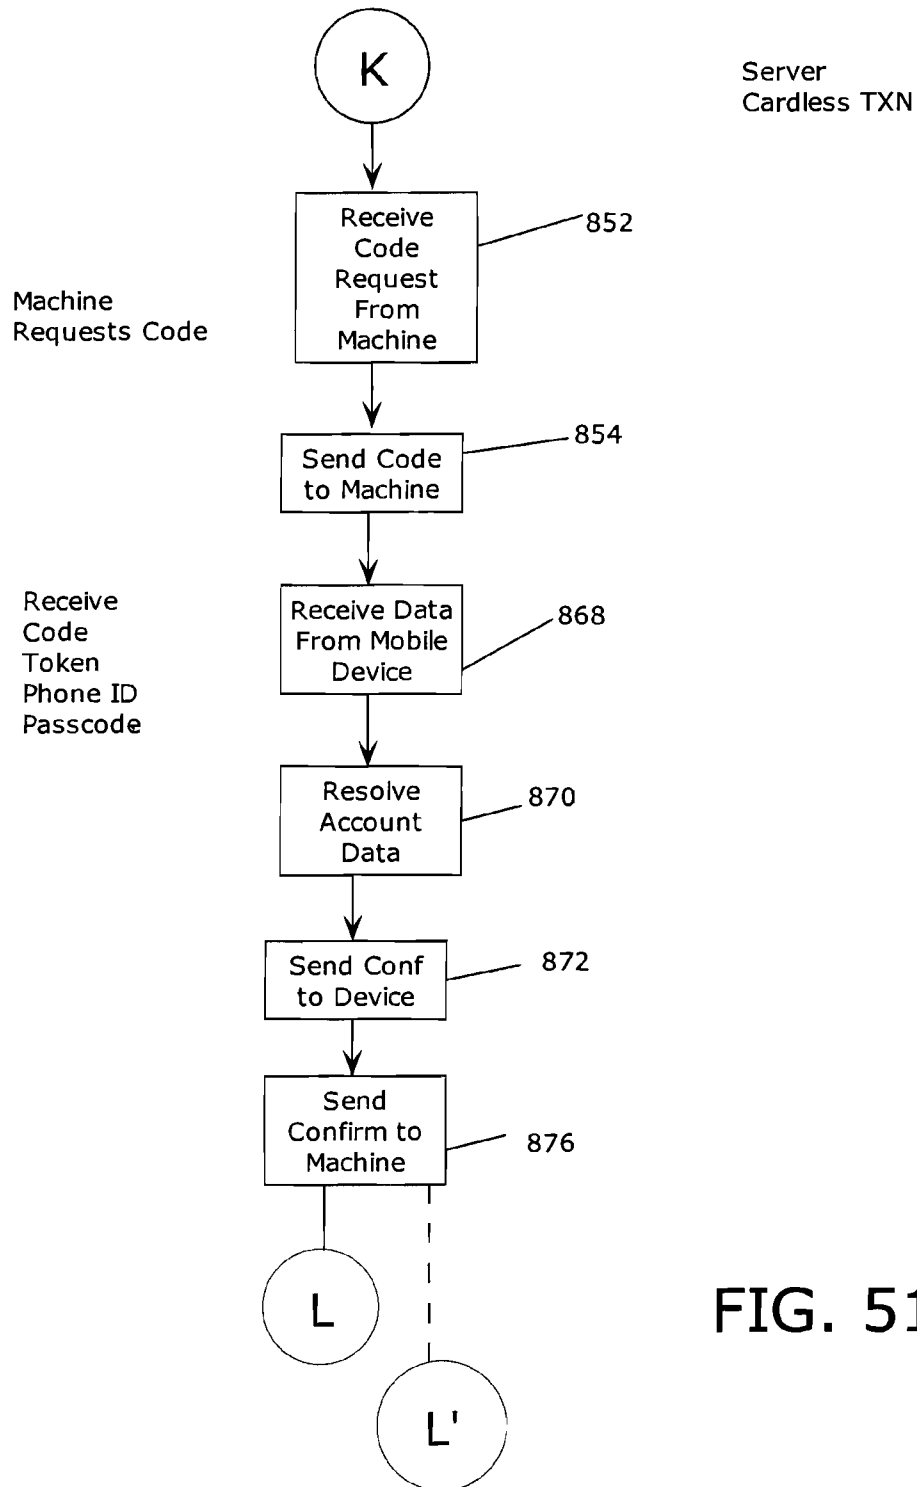 K
Server
Cardless TXN
Receive
Code
Request
From
Machine
852
Machine
Requests Code
Send Code
to Machine
854
Receive
Code
Token
Phone ID
Passcode
Receive Data
From Mobile
Device
868
Resolve
Account
Data
870
Send Conf
to Device
872
Send
Confirm to
Machine
876
L
FIG. 51
L'